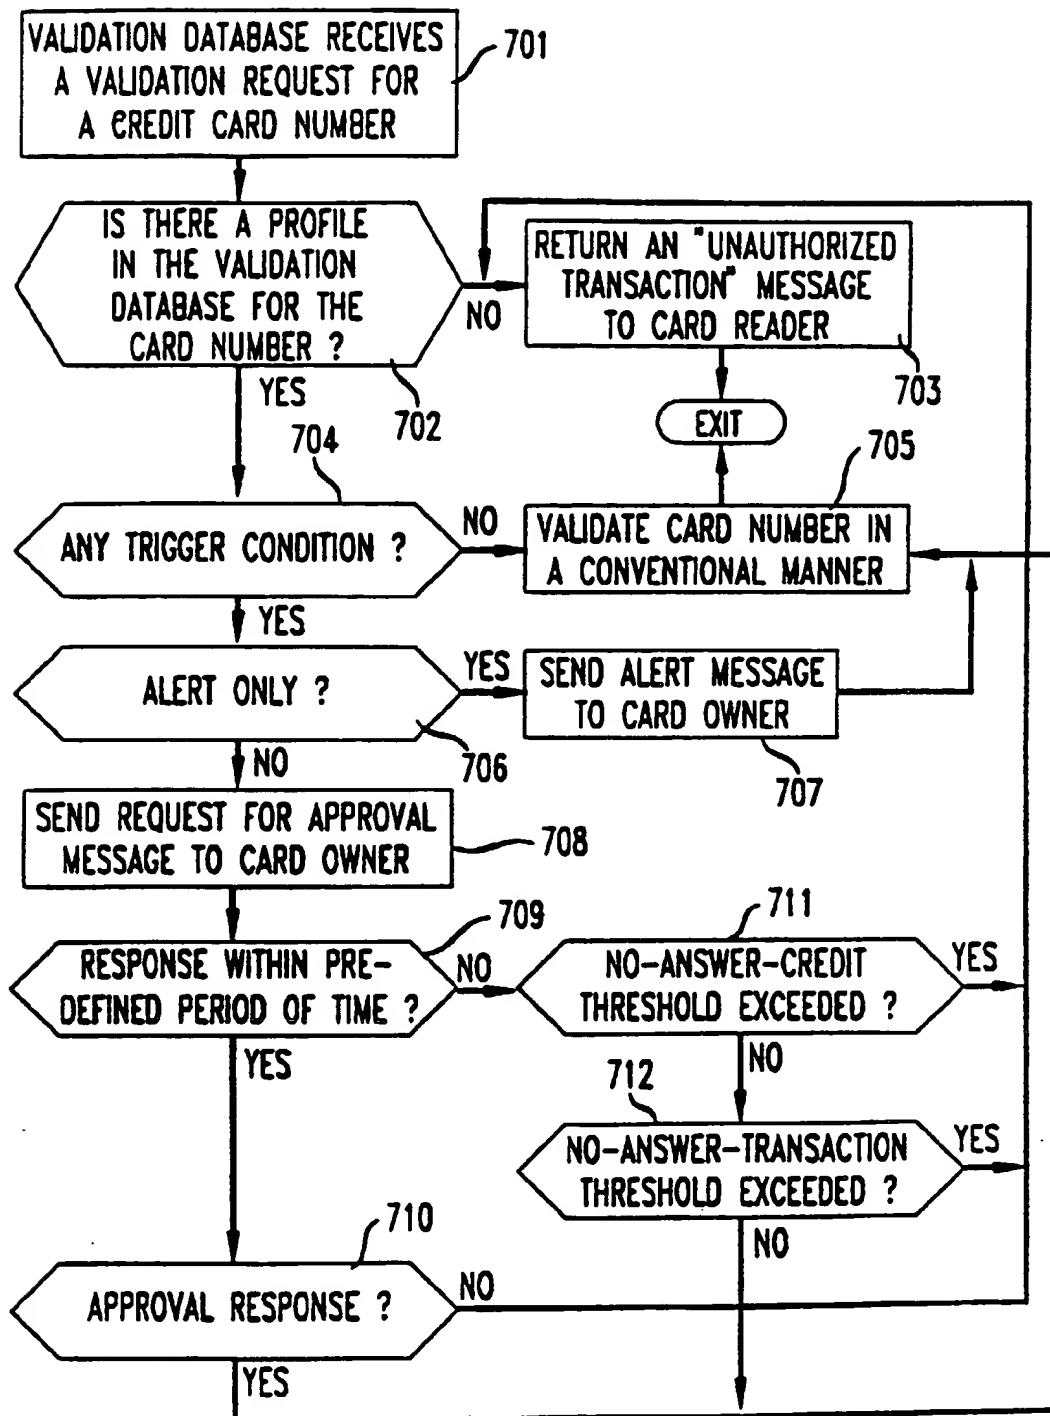 VALIDATION DATABASE RECEIVES
A VALIDATION REQUEST FOR
A CREDIT CARD NUMBER
701
IS THERE A PROFILE
IN THE VALIDATION
DATABASE FOR THE
CARD NUMBER ?
702
NO
YES
RETURN AN "UNAUTHORIZED
TRANSACTION" MESSAGE
TO CARD READER
703
EXIT
704
ANY TRIGGER CONDITION ?
NO
YES
705
VALIDATE CARD NUMBER IN
A CONVENTIONAL MANNER
ALERT ONLY ?
706
YES
NO
SEND ALERT MESSAGE
TO CARD OWNER
707
SEND REQUEST FOR APPROVAL
MESSAGE TO CARD OWNER
708
709
RESPONSE WITHIN PRE-
DEFINED PERIOD OF TIME ?
NO
YES
711
NO-ANSWER-CREDIT
THRESHOLD EXCEEDED ?
YES
NO
712
NO-ANSWER-TRANSACTION
THRESHOLD EXCEEDED ?
YES
NO
710
APPROVAL RESPONSE ?
NO
YES